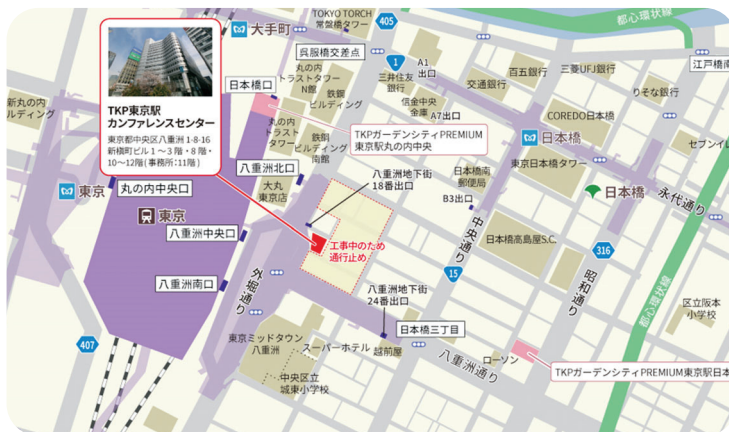 TOKYO TORCH
常盤橋タワー
405
都心環状線
大手町
呉服橋交差点
A1
出口
1
三井住友
銀行
百五銀行
三菱UFJ銀行
江戸橋南
交通銀行
りそな銀行
丸の内
トラストタワー
N館
日本橋口
鉄鋼
ビルディング
信金中央
金庫
A7出口
COREDO日本橋
新丸の内
ビルディング
TKP東京駅
カンファレンスセンター
東京都中央区八重洲 1-8-16
新槇町ビル 1 〜 3 階・8 階・
10〜12階( 事務所:11階 )
丸の内
トラスト
タワー
鉄鋼
ビルディング
南館
TKPガーデンシティPREMIUM
東京駅丸の内中央
日本橋
セブンイレ
東京日本橋タワー
八重洲北口
八重洲地下街
18番出口
日本橋南
郵便局
大丸
東京店
B3出口
日本橋
永代通り
東京
丸の内中央口
東京
八重洲中央口
工事中のため
通行止め
中央通り
日本橋高島屋S.C.
316
八重洲南口
外堀通り
15
昭和通り
八重洲地下街
24番出口
都心環状線
区立阪本
小学校
407
東京ミッドタウン
八重洲
スーパーホテル
越前屋
日本橋三丁目
八重洲通り
ローソン
中央区立
城東小学校
TKPガーデンシティPREMIUM東京駅日本